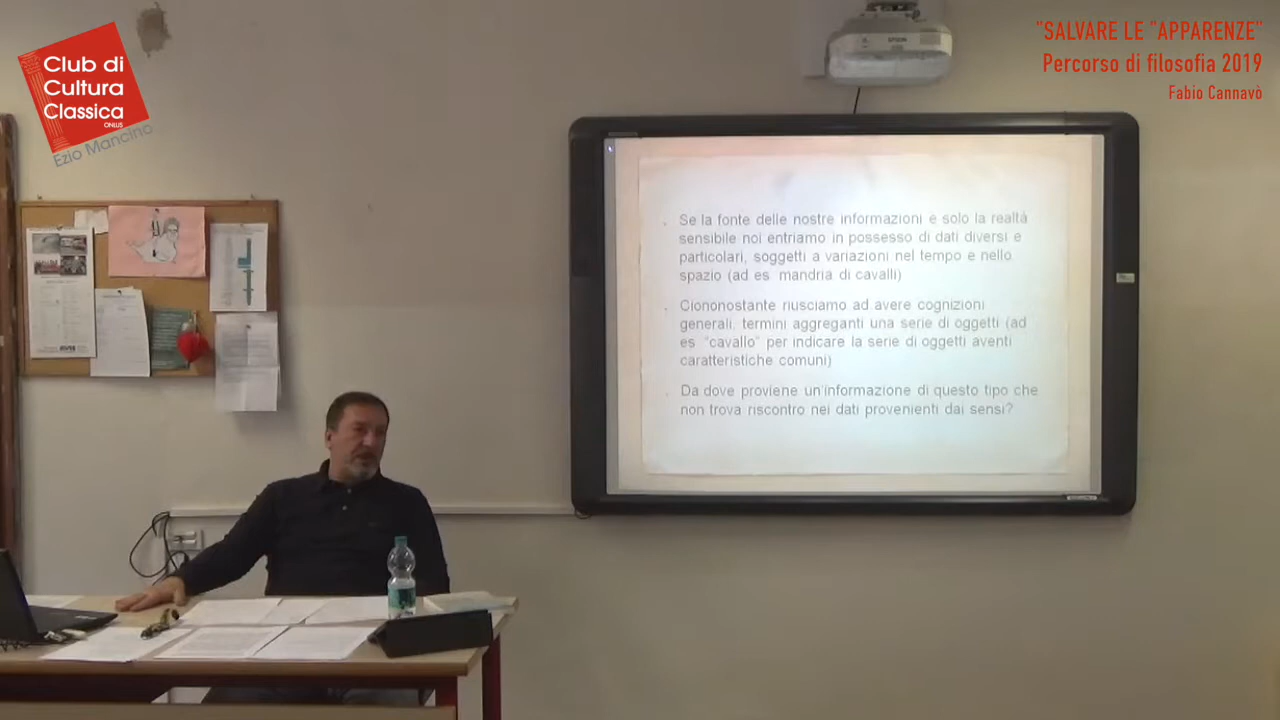 Club di
Cultura
Classica
ONLUS
Ezio Mancino
"SALVARE LE "APPARENZE"
Percorso di filosofia 2019
Fabio Cannavò
EPSON
Se la fonte delle nostre informazioni e solo la realtà
sensibile noi entriamo in possesso di dati diversi e
particolari, soggetti a variazioni nel tempo e nello
spazio (ad es mandria di cavalli)
Ciononostante riusciamo ad avere cognizioni
generali, termini aggreganti una serie di oggetti (ad
es "cavallo" per indicare la serie di oggetti aventi
caratteristiche comuni)
Da dove proviene un'informazione di questo tipo che
non trova riscontro nei dati provenienti dai sensi?